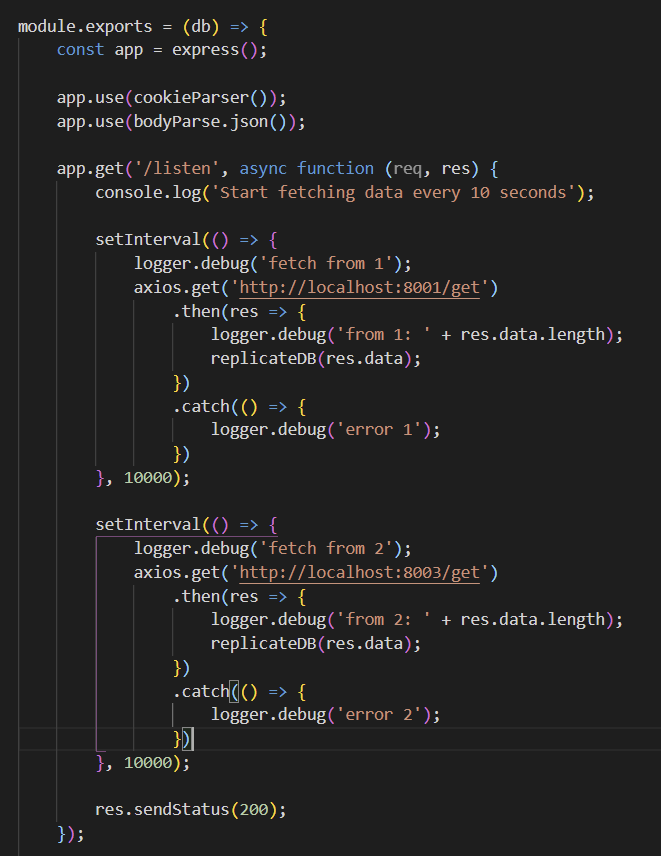 module.exports = (db) => {
    const app = express();

    app.use(cookieParser());
    app.use(bodyParse.json());

    app.get('/listen', async function (req, res) {
        console.log('Start fetching data every 10 seconds');

        setInterval(() => {
            logger.debug('fetch from 1');
            axios.get('http://localhost:8001/get')
                .then(res => {
                    logger.debug('from 1: ' + res.data.length);
                    replicateDB(res.data);
                })
                .catch(() => {
                    logger.debug('error 1');
                })
        }, 10000);

        setInterval(() => {
            logger.debug('fetch from 2');
            axios.get('http://localhost:8003/get')
                .then(res => {
                    logger.debug('from 2: ' + res.data.length);
                    replicateDB(res.data);
                })
                .catch(() => {
                    logger.debug('error 2');
                })
        }, 10000);

        res.sendStatus(200);
    });